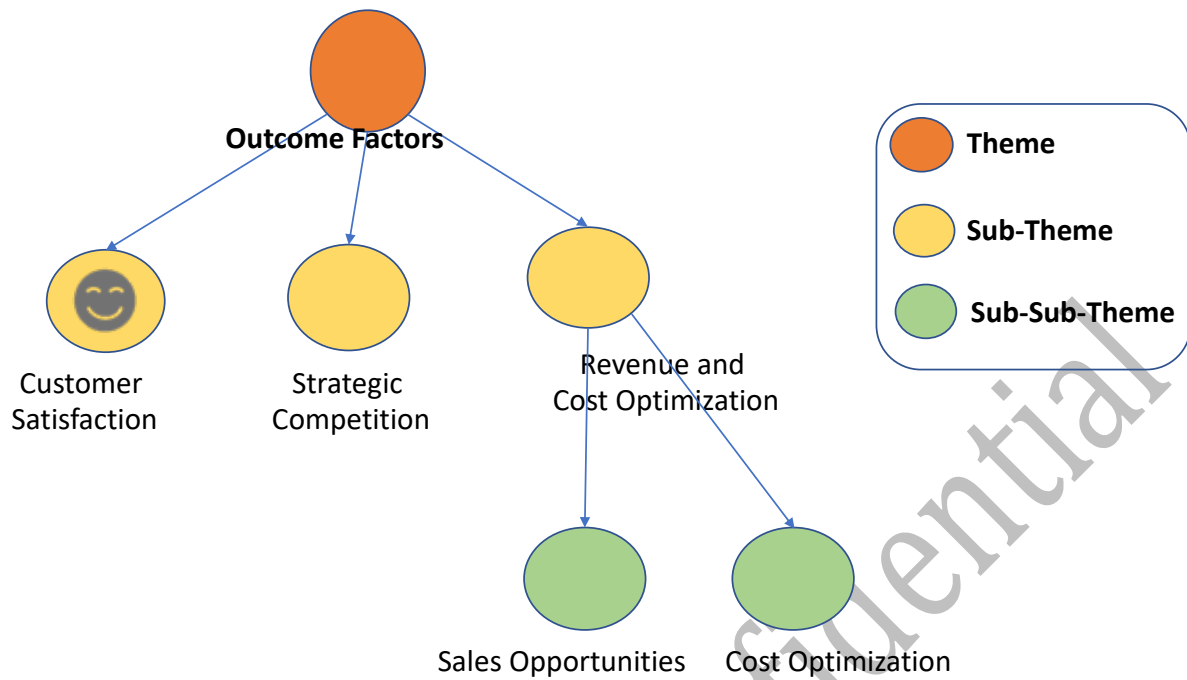 Outcome Factors
Theme
Sub-Theme
Sub-Sub-Theme
Customer
Satisfaction
Strategic
Competition
Revenue and
Cost Optimization
Sales Opportunities
Cost Optimization
fidential